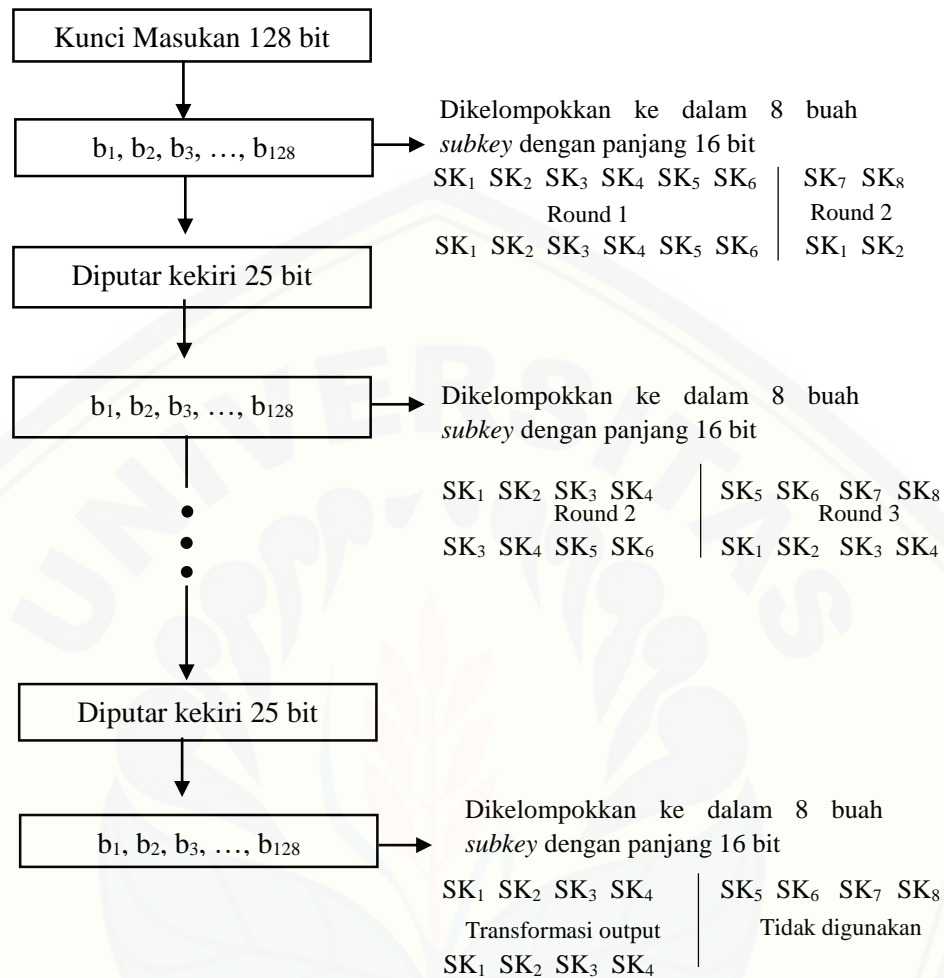 Kunci Masukan 128 bit
b₁, b₂, b₃, …, b₁₂₈
Dikelompokkan ke dalam 8 buah
subkey dengan panjang 16 bit
SK₁ SK₂ SK₃ SK₄ SK₅ SK₆ SK₇ SK₈
Round 1 Round 2
SK₁ SK₂ SK₃ SK₄ SK₅ SK₆ SK₁ SK₂
Diputar kekiri 25 bit
b₁, b₂, b₃, …, b₁₂₈
Dikelompokkan ke dalam 8 buah
subkey dengan panjang 16 bit
SK₁ SK₂ SK₃ SK₄ SK₅ SK₆ SK₇ SK₈
Round 2 Round 3
SK₃ SK₄ SK₅ SK₆ SK₁ SK₂ SK₃ SK₄
Diputar kekiri 25 bit
b₁, b₂, b₃, …, b₁₂₈
Dikelompokkan ke dalam 8 buah
subkey dengan panjang 16 bit
SK₁ SK₂ SK₃ SK₄ SK₅ SK₆ SK₇ SK₈
Transformasi output Tidak digunakan
SK₁ SK₂ SK₃ SK₄
UNIVERSITAS